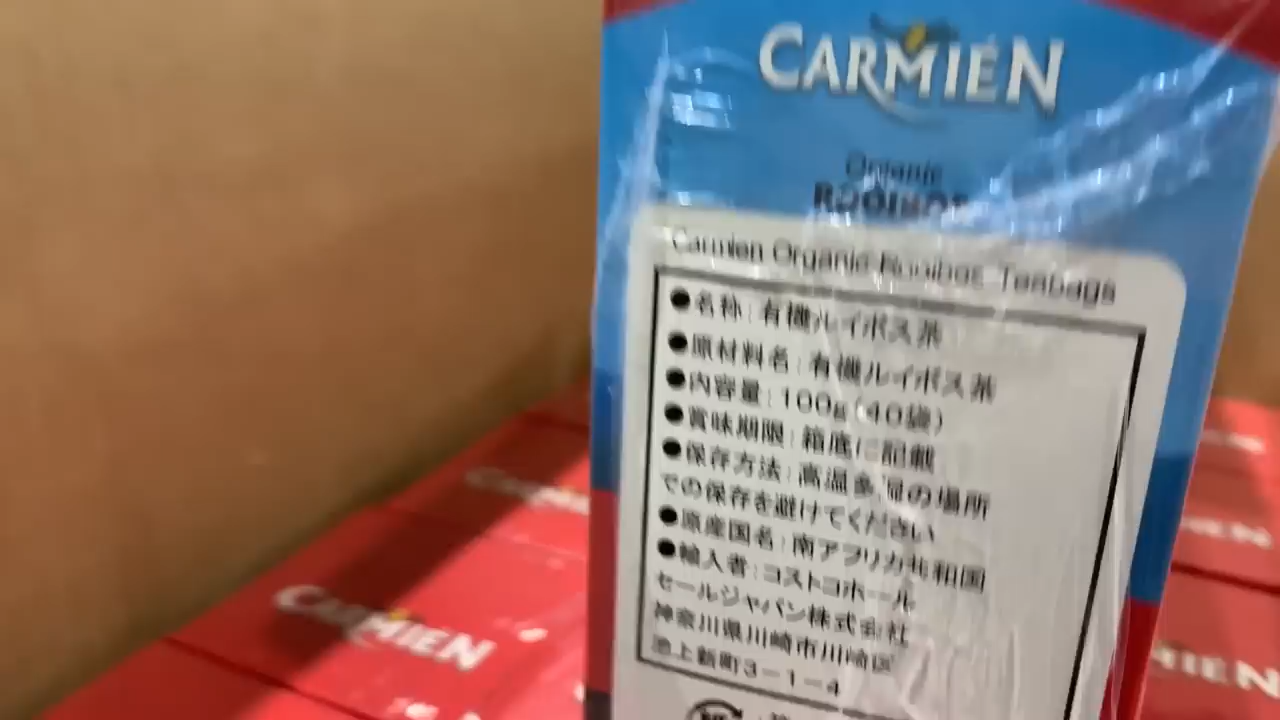 CARMIÉN
Organic
ROOIBOS
Carmien Organic Rooibos Teabags
●名称:有機ルイボス茶
●原材料名:有機ルイボス茶
●内容量:100g(40袋)
●賞味期限:箱底に記載
●保存方法:高温多湿の場所
での保存を避けてください
●原産国名:南アフリカ共和国
●輸入者:コストコホール
セールジャパン株式会社
神奈川県川崎市川崎区
池上新町3-1-4
CARMIÉN